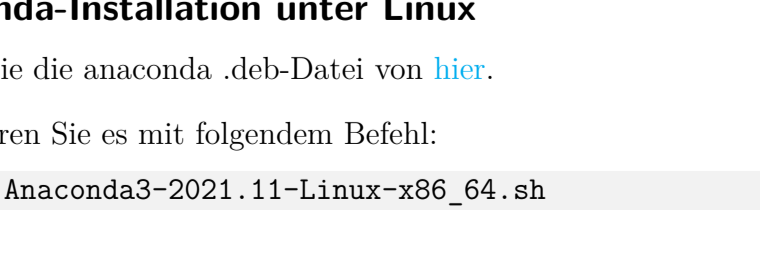 nda-Installation unter Linux
ie die anaconda .deb-Datei von hier.
ren Sie es mit folgendem Befehl:
Anaconda3-2021.11-Linux-x86_64.sh